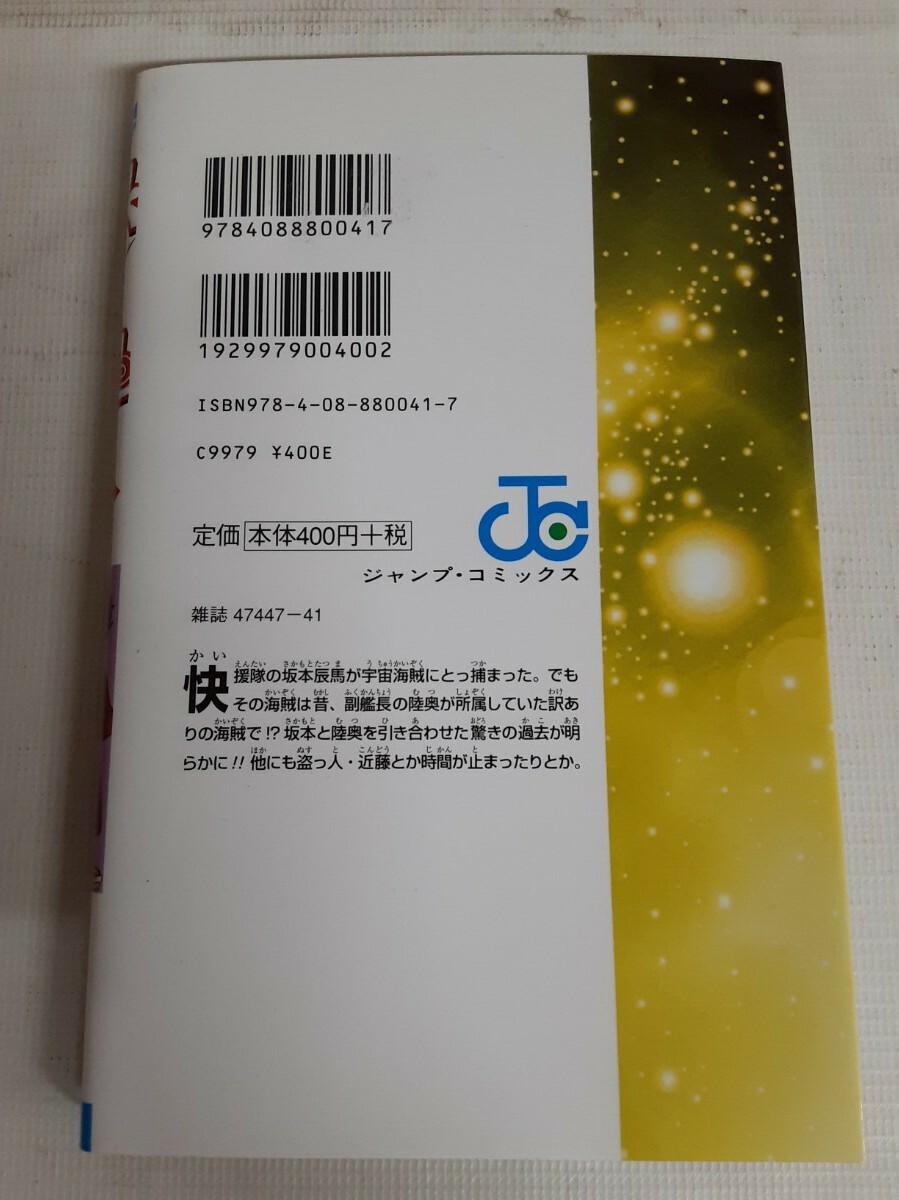 9784088800417
1929979004002
ISBN978-4-08-880041-7
C9979 ¥400E
定価 本体400円+税
JC
ジャンプ・コミックス
雑誌 47447-41
快援隊の坂本辰馬が宇宙海賊にとっ捕まった。でも
その海賊は昔、副艦長の陸奥が所属していた訳あ
りの海賊で!? 坂本と陸奥を引き合わせた驚きの過去が明
らかに!! 他にも盗っ人・近藤とか時間が止まったりとか。